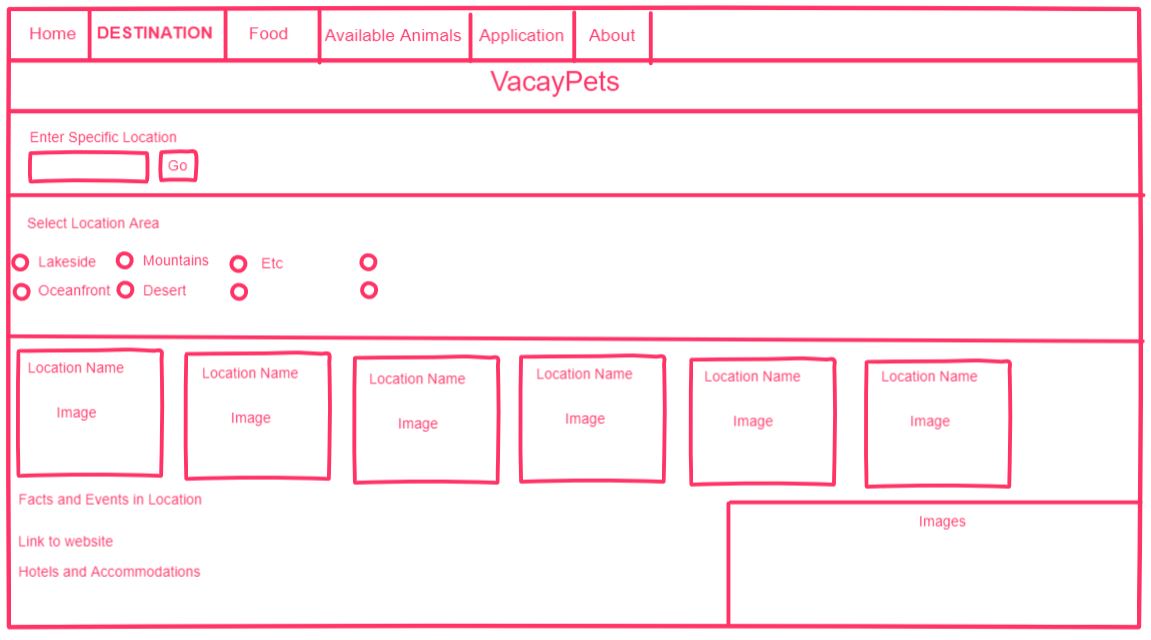 Home DESTINATION Food Available Animals Application About
VacayPets
Enter Specific Location
Go
Select Location Area
Lakeside Mountains Etc
Oceanfront Desert
Location Name Location Name Location Name Location Name Location Name Location Name
Image Image Image Image Image Image
Facts and Events in Location
Images
Link to website
Hotels and Accommodations